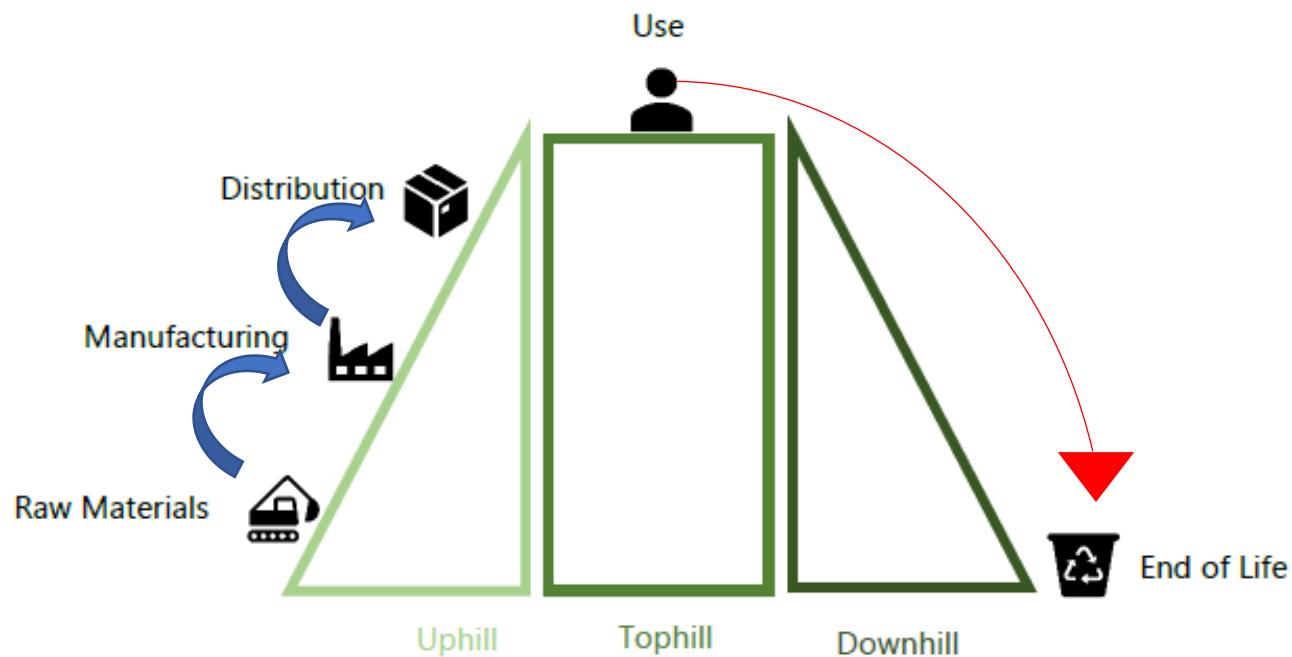 Use
Distribution
Manufacturing
Raw Materials
End of Life
Uphill
Tophill
Downhill